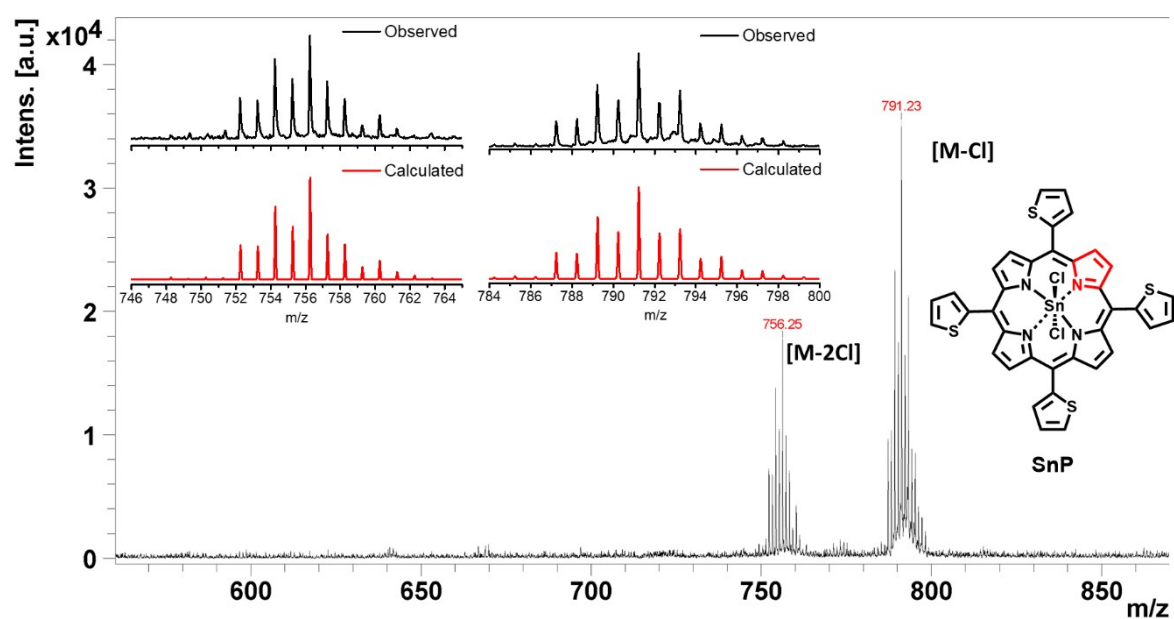 x10⁴
Intens. [a.u.]
4
3
2
1
0
Observed
Calculated
746 748 750 752 754 756 758 760 762 764
m/z
Observed
Calculated
784 786 788 790 792 794 796 798 800
m/z
791.23
[M-Cl]
756.25
[M-2Cl]
S
Cl
N N
S Sn S
Cl
N N
S
SnP
600 650 700 750 800 850 m/z